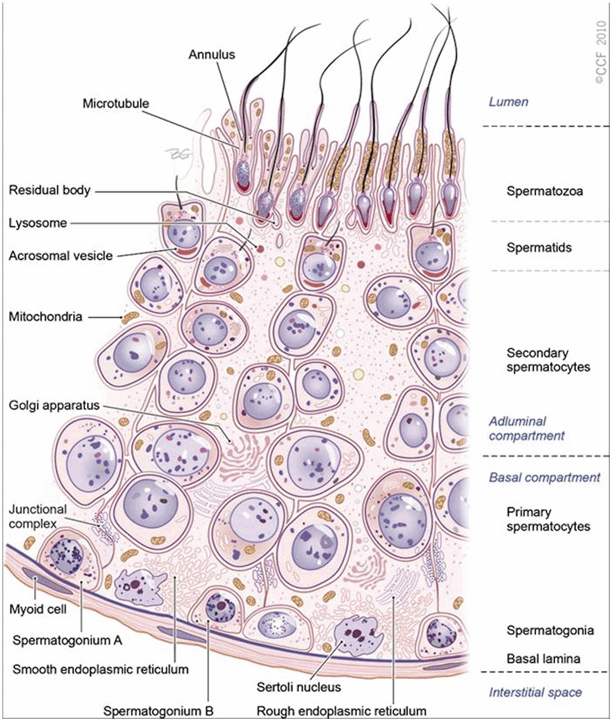 ©CCF 2010
Annulus
Microtubule
Lumen
Residual body
Spermatozoa
Lysosome
Spermatids
Acrosomal vesicle
Mitochondria
Secondary
spermatocytes
Golgi apparatus
Adluminal
compartment
Basal compartment
Junctional
complex
Primary
spermatocytes
Myoid cell
Spermatogonium A
Spermatogonia
Smooth endoplasmic reticulum
Basal lamina
Sertoli nucleus
Interstitial space
Spermatogonium B
Rough endoplasmic reticulum